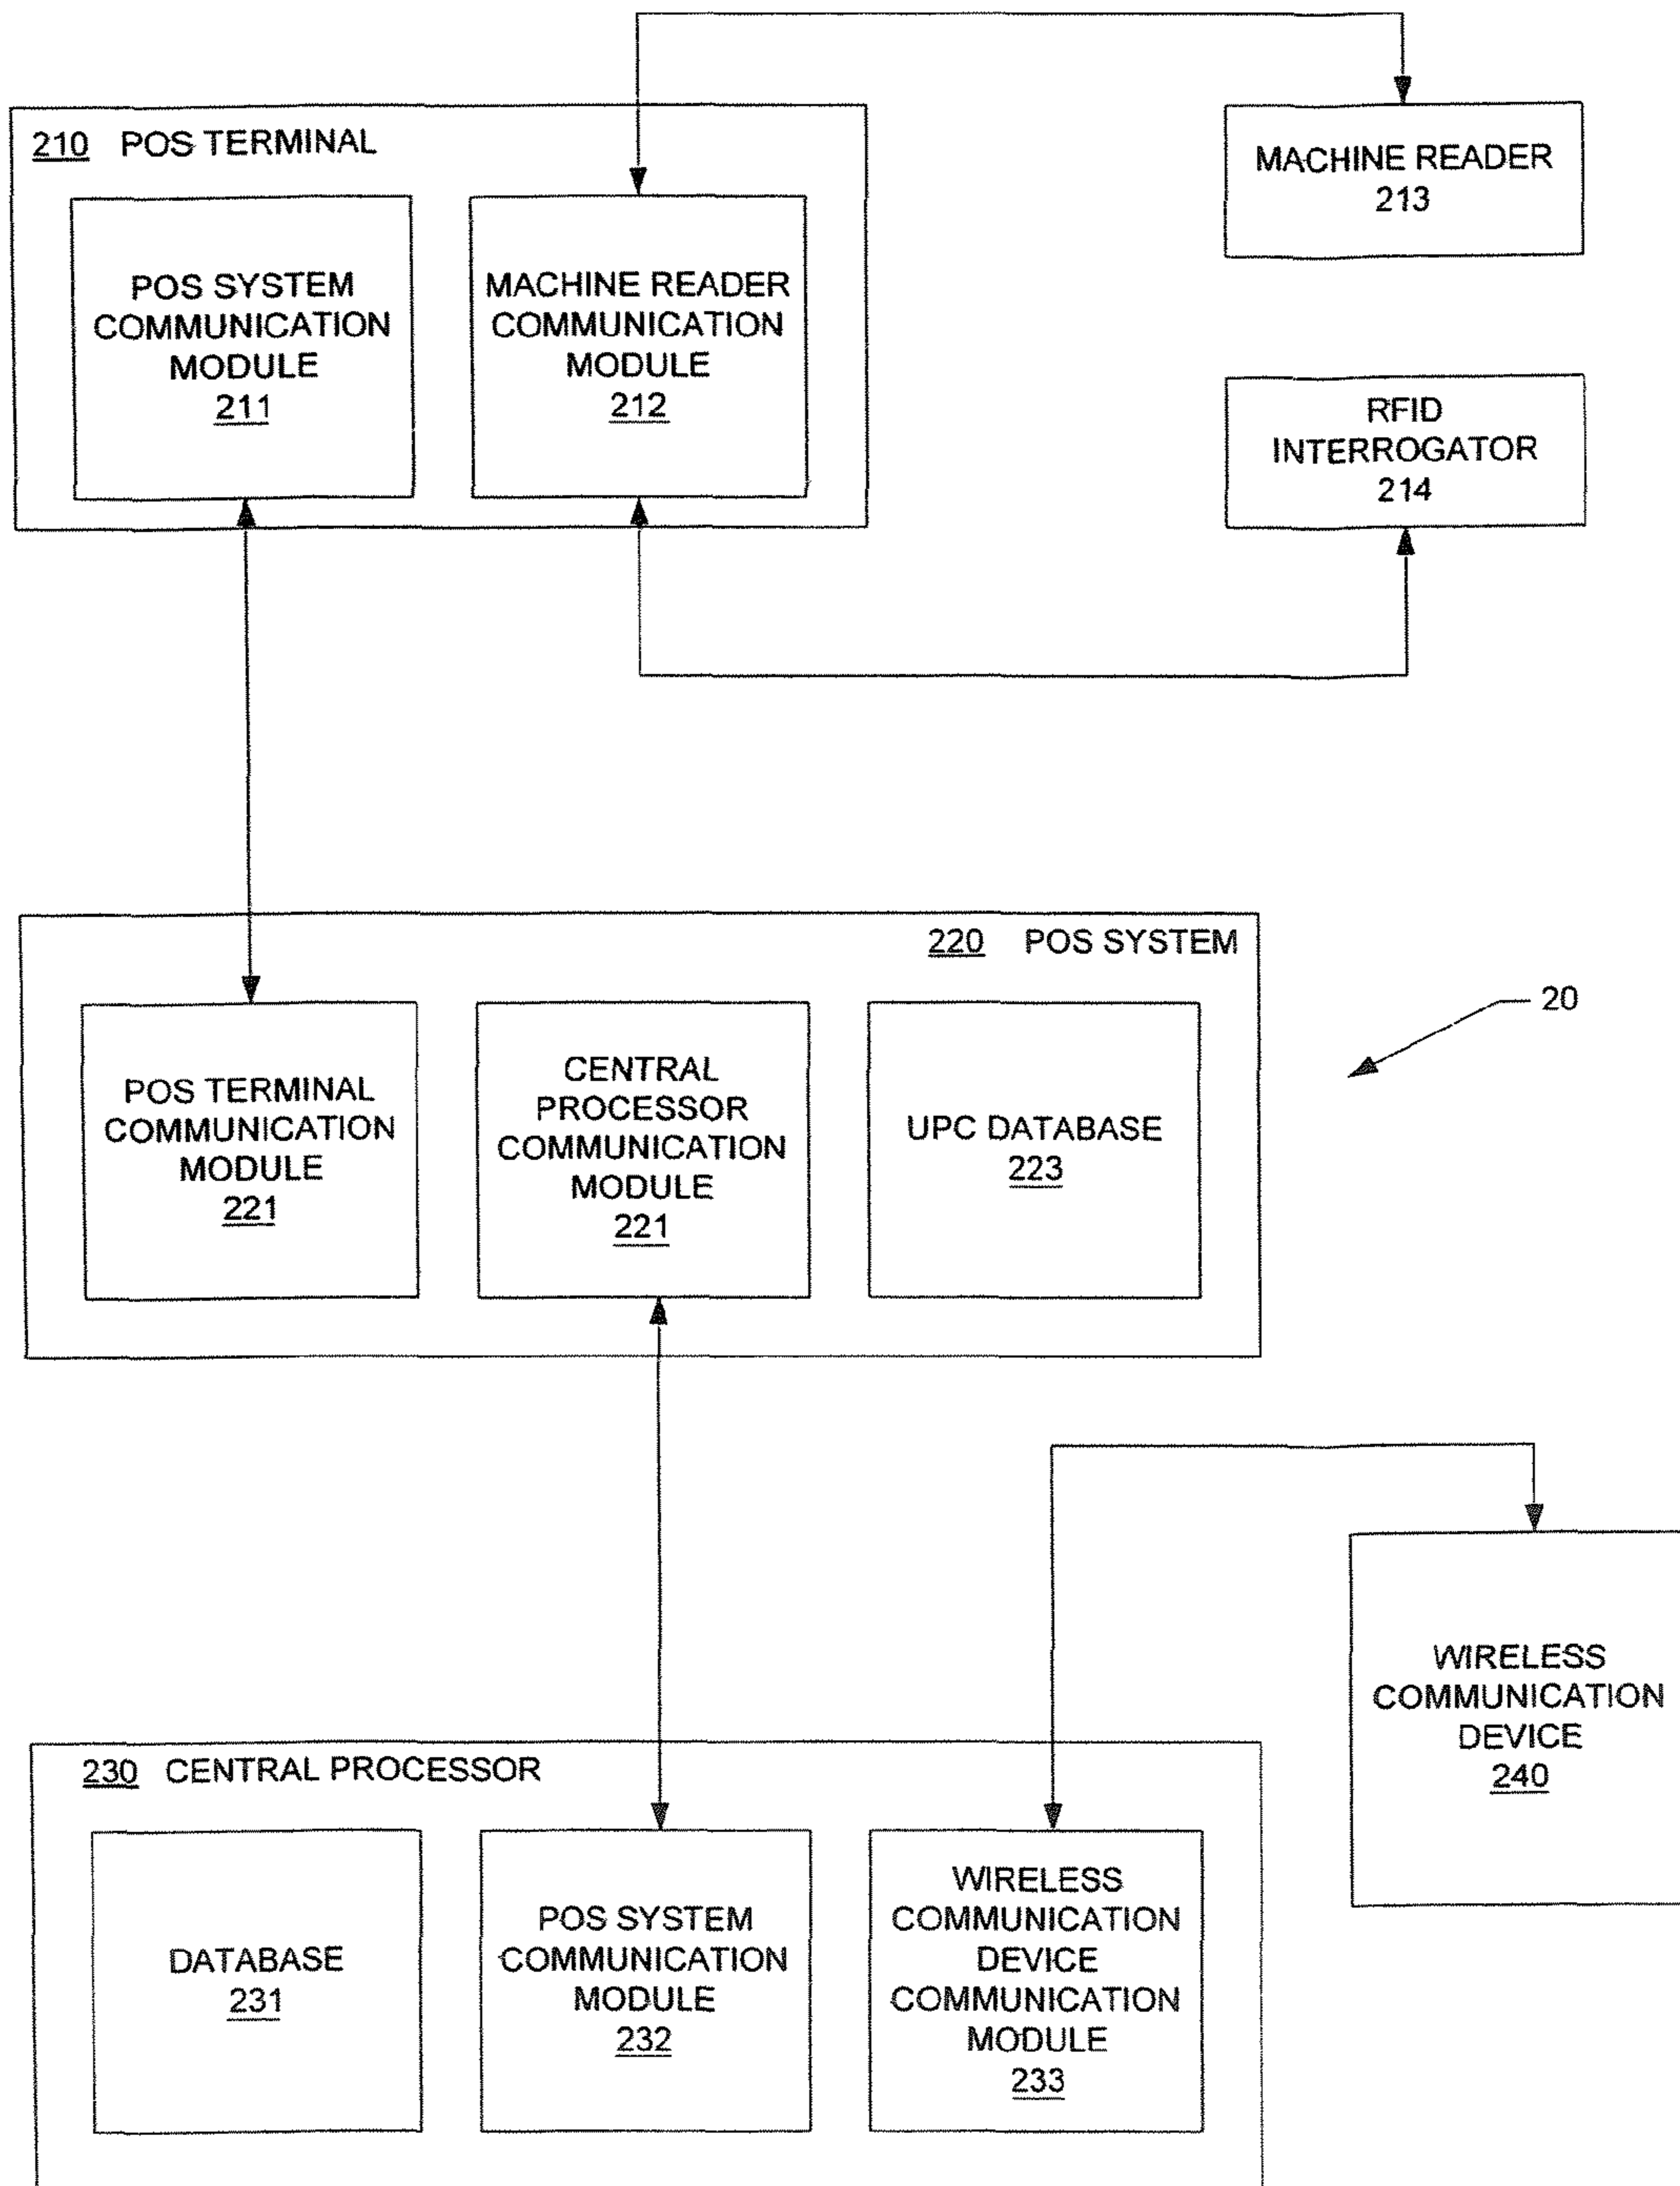 210 POS TERMINAL
POS SYSTEM
COMMUNICATION
MODULE
211
MACHINE READER
COMMUNICATION
MODULE
212
MACHINE READER
213
RFID
INTERROGATOR
214
220 POS SYSTEM
POS TERMINAL
COMMUNICATION
MODULE
221
CENTRAL
PROCESSOR
COMMUNICATION
MODULE
221
UPC DATABASE
223
20
WIRELESS
COMMUNICATION
DEVICE
240
230 CENTRAL PROCESSOR
DATABASE
231
POS SYSTEM
COMMUNICATION
MODULE
232
WIRELESS
COMMUNICATION
DEVICE
COMMUNICATION
MODULE
233